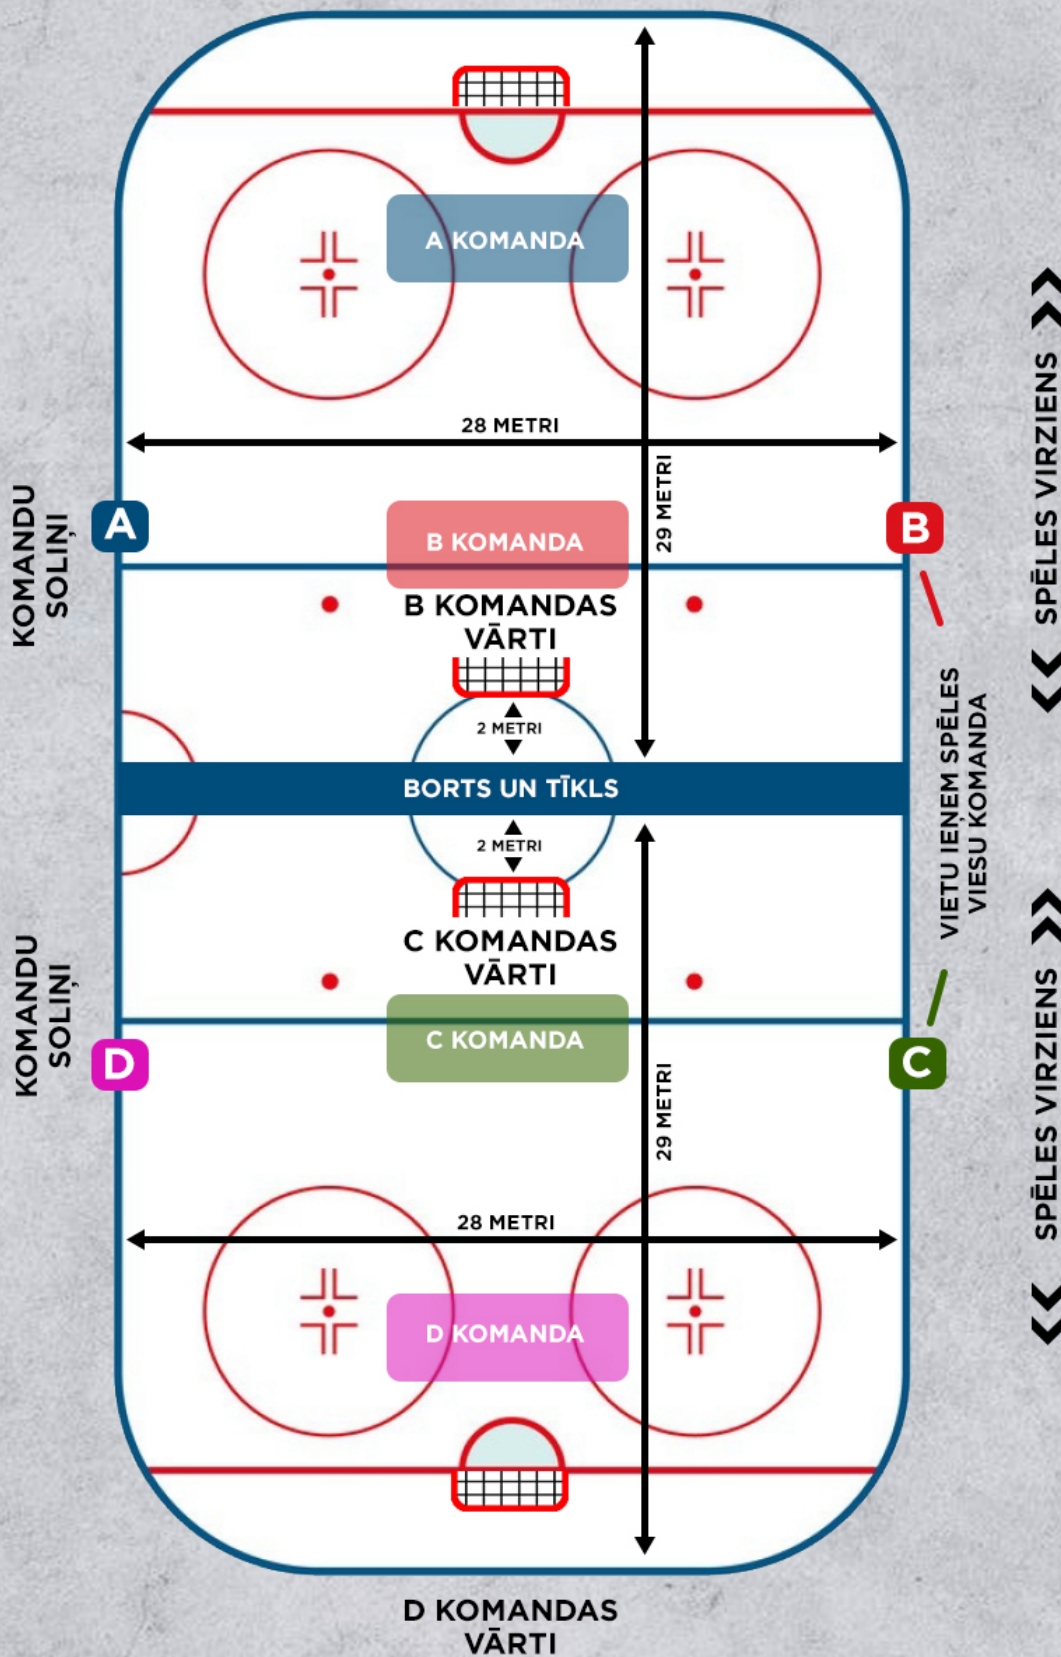 A KOMANDA
28 METRI
29 METRI
KOMANDU
SOLIŅI
A
B
B KOMANDA
SPĒLES VIRZIENS
B KOMANDAS
VĀRTI
2 METRI
BORTS UN TĪKLS
VIETU IEŅEM SPĒLES
VIESU KOMANDA
2 METRI
C KOMANDAS
VĀRTI
KOMANDU
SOLIŅI
D
C
C KOMANDA
29 METRI
SPĒLES VIRZIENS
28 METRI
D KOMANDA
D KOMANDAS
VĀRTI